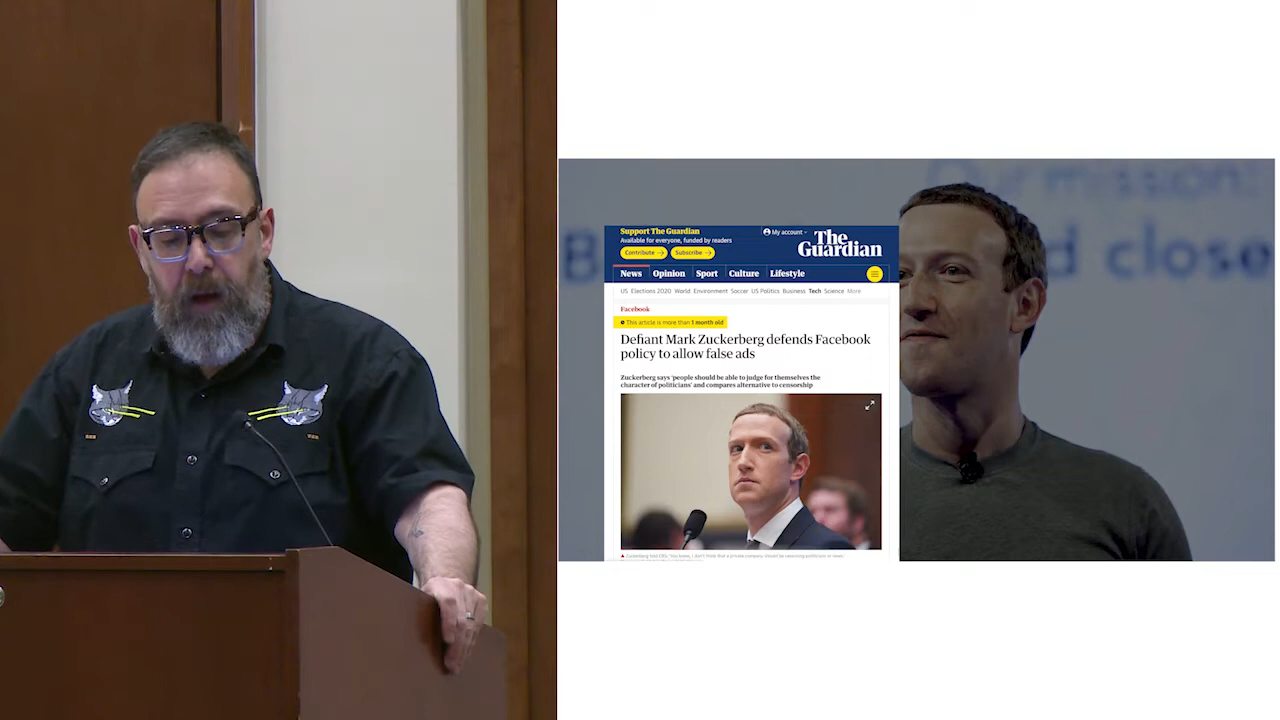 Our mission:
B
d close
Support The Guardian
Available for everyone, funded by readers
Contribute →
Subscribe →
My account
The
Guardian
News
Opinion
Sport
Culture
Lifestyle
US
Elections 2020
World
Environment
Soccer
US Politics
Business
Tech
Science
More
Facebook
This article is more than 1 month old
Defiant Mark Zuckerberg defends Facebook
policy to allow false ads
Zuckerberg says 'people should be able to judge for themselves the
character of politicians' and compares alternative to censorship